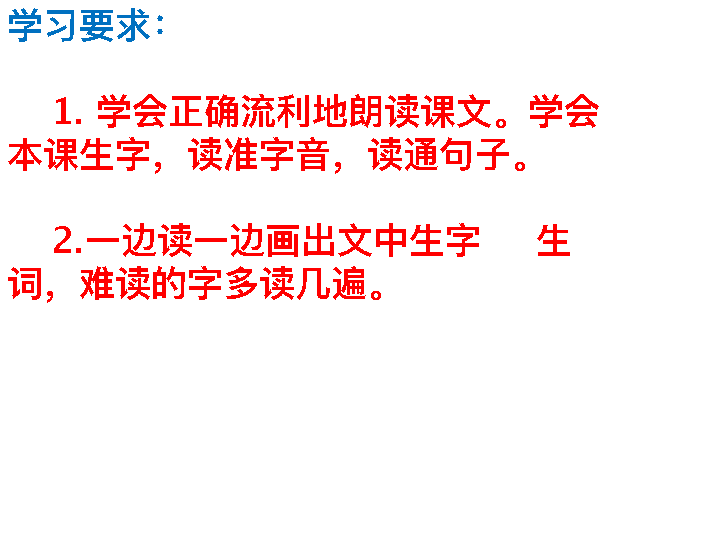 学习要求：
1. 学会正确流利地朗读课文。学会
本课生字，读准字音，读通句子。
2.一边读一边画出文中生字 生
词，难读的字多读几遍。